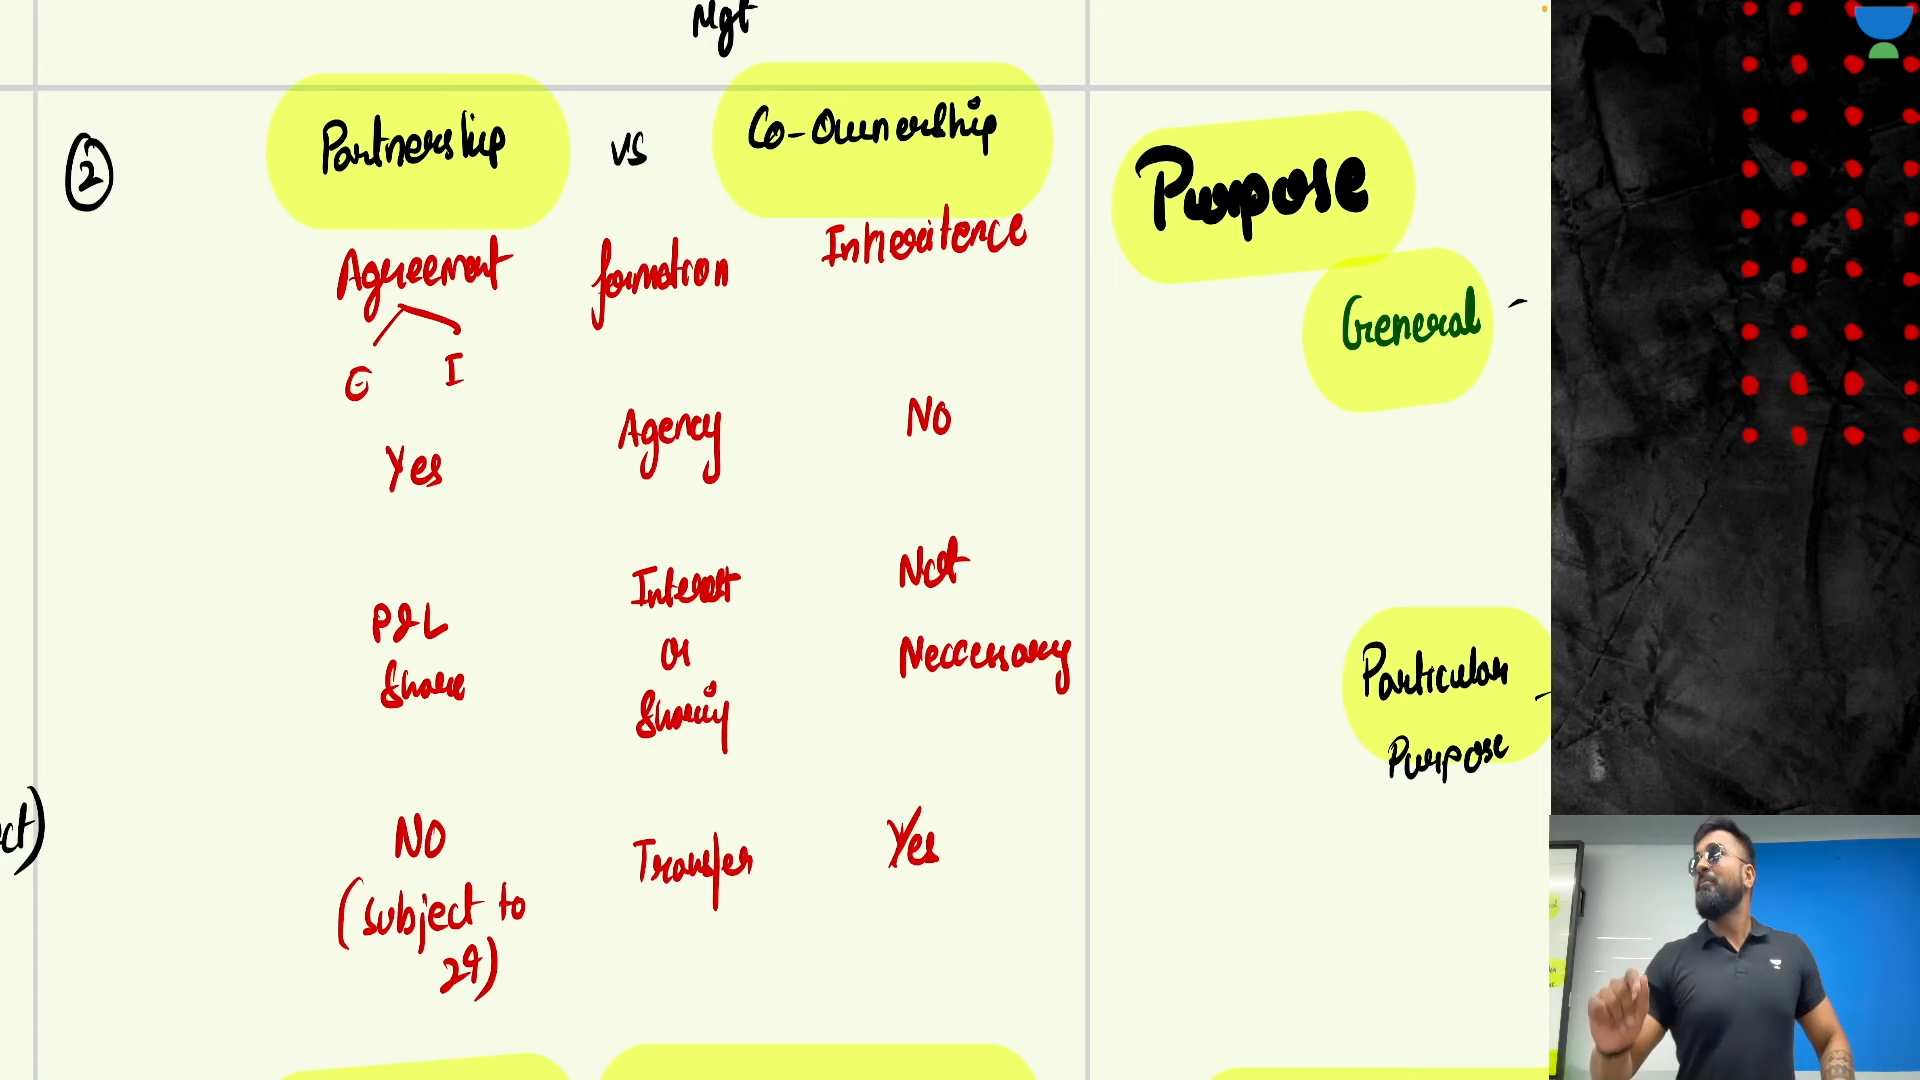 Mgt
2 Partnership vs Co-Ownership
Agreement formation Inheritence
E I
Yes Agency No
P&L Share Interest or Sharing Not Neccessary
NO (Subject to 29) Transfer Yes
ct)
Purpose
General -
Particular -
Purpose